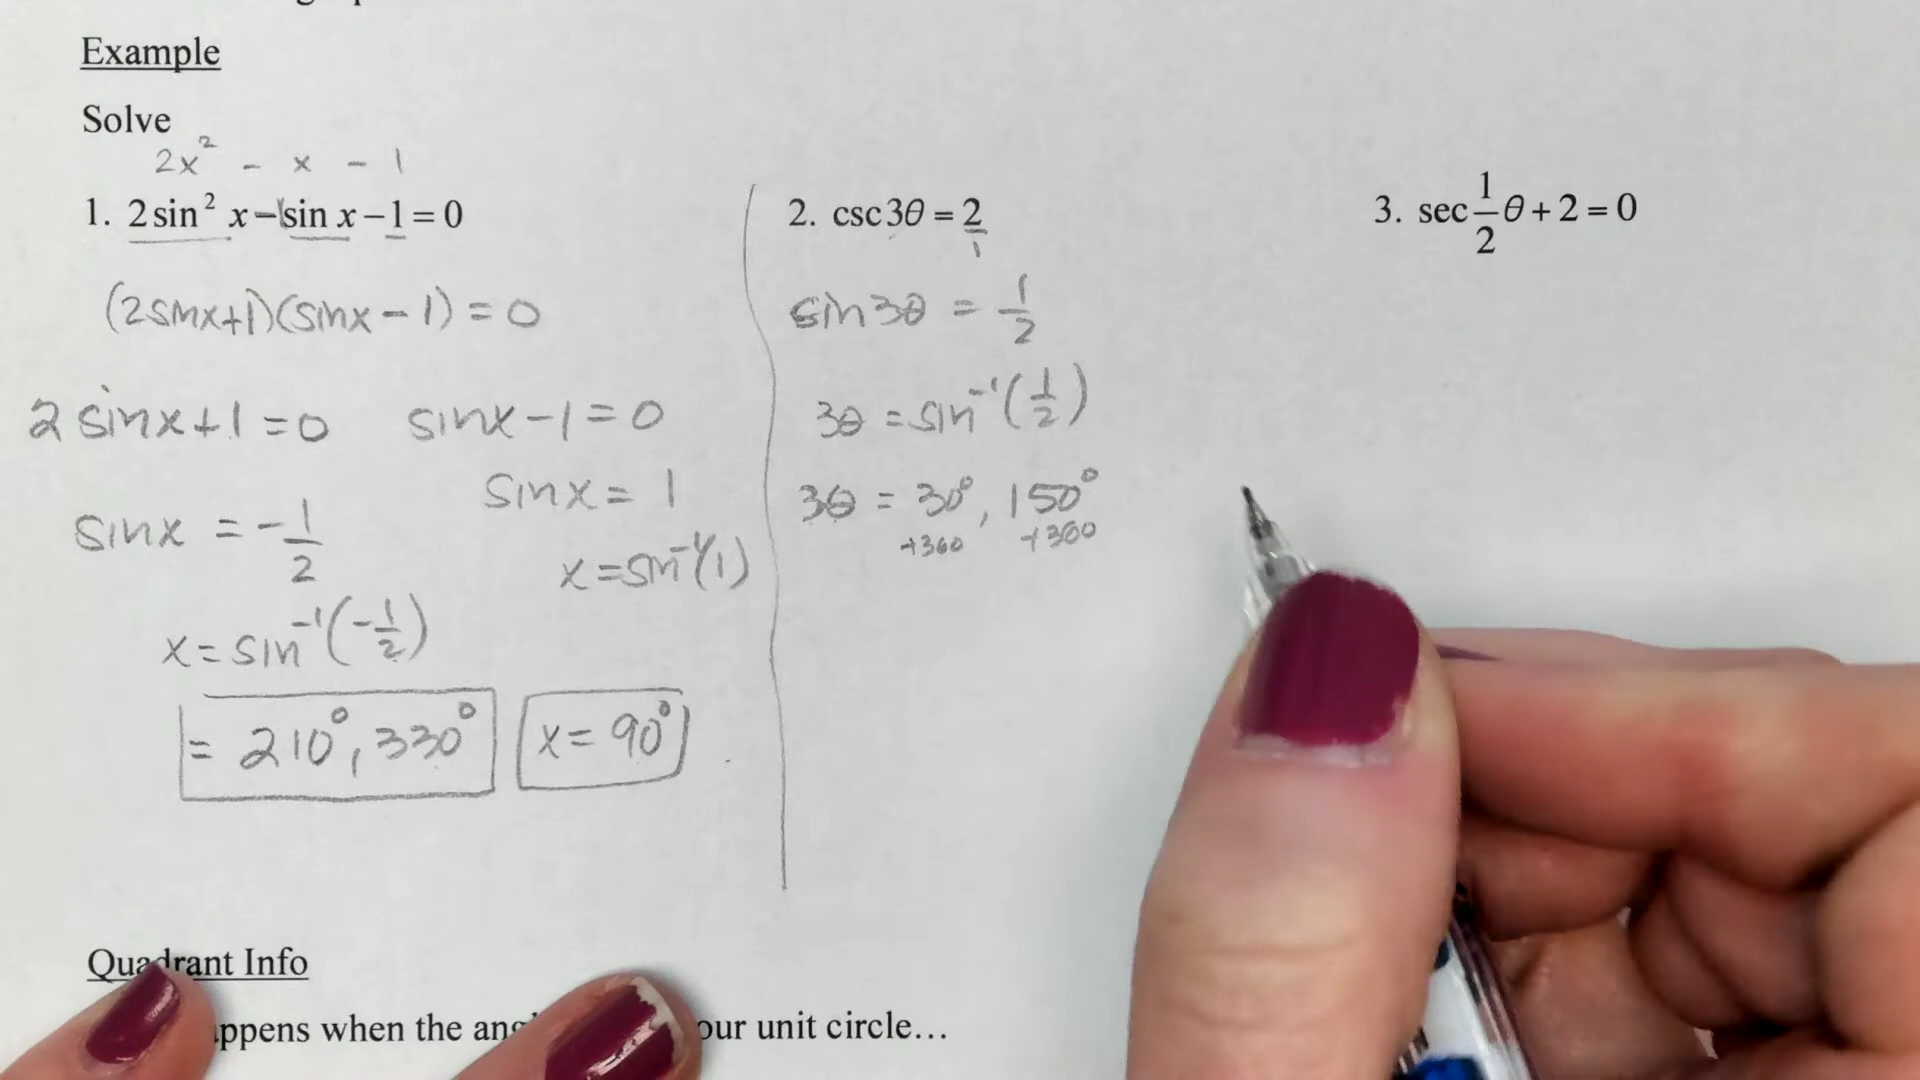 Example
Solve
2x² - x - 1
1. 2sin² x-1sin x-1=0
(2sinx+1)(sinx-1)=0
2sinx+1=0 sinx-1=0
sinx=1
sinx=-1/2
x=sin⁻¹(1)
x=sin⁻¹(-1/2)
=210°,330° x=90°
2. csc3θ=2/1
sin3θ=1/2
3θ=sin⁻¹(1/2)
3θ=30°, 150°
+360 +360
3. sec 1/2 θ+2=0
Quadrant Info
ppens when the ang our unit circle…